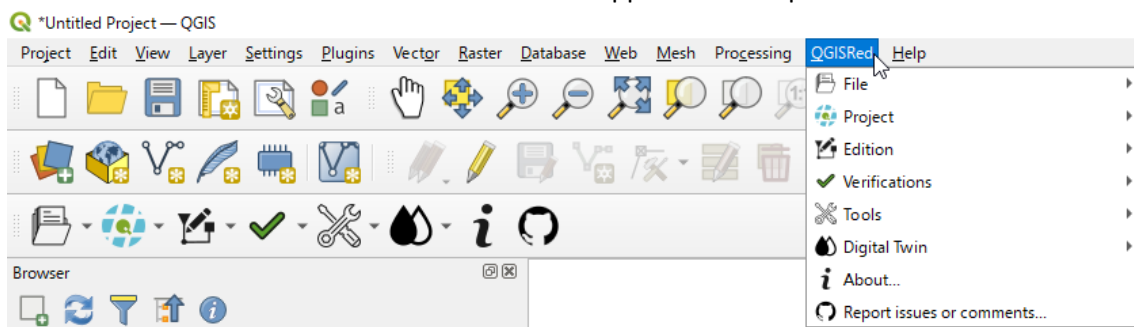 *Untitled Project — QGIS
Project Edit View Layer Settings Plugins Vector Raster Database Web Mesh Processing QGISRed Help
File
Project
Edition
Verifications
Tools
Digital Twin
About...
Report issues or comments...
a
Browser